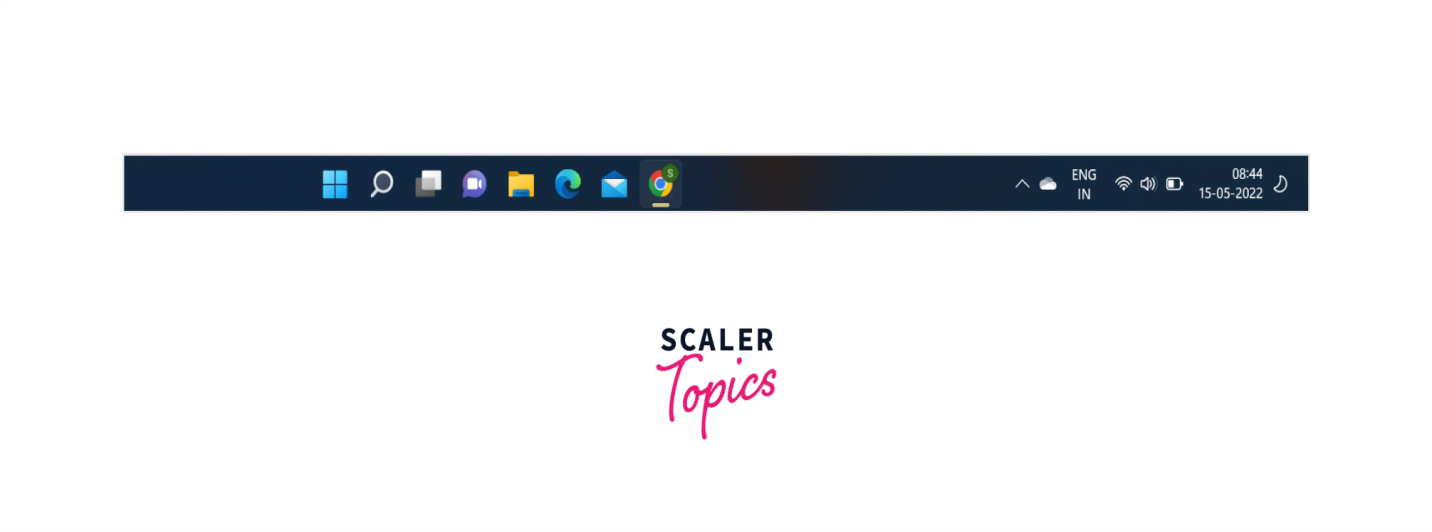 S
ENG
IN
08:44
15-05-2022
SCALER
Topics